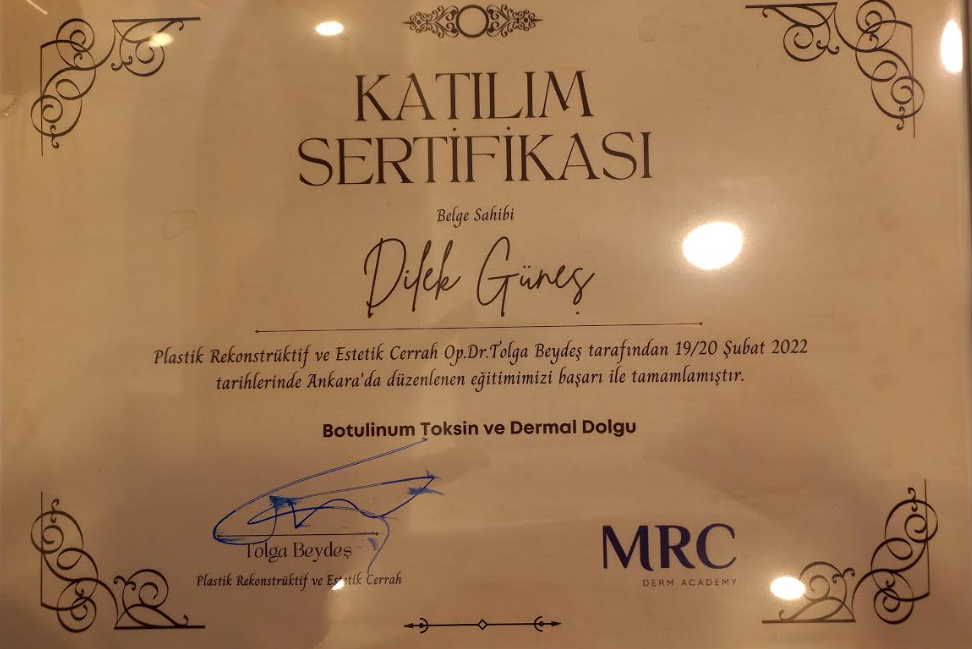 KATILIM
SERTİFİKASI
Belge Sahibi
Dilek Güneş
Plastik Rekonstrüktif ve Estetik Cerrah Op.Dr.Tolga Beydeş tarafından 19/20 Şubat 2022
tarihlerinde Ankara'da düzenlenen eğitimimizi başarı ile tamamlamıştır.
Botulinum Toksin ve Dermal Dolgu
Tolga Beydeş
Plastik Rekonstrüktif ve Estetik Cerrah
MRC
DERM ACADEMY